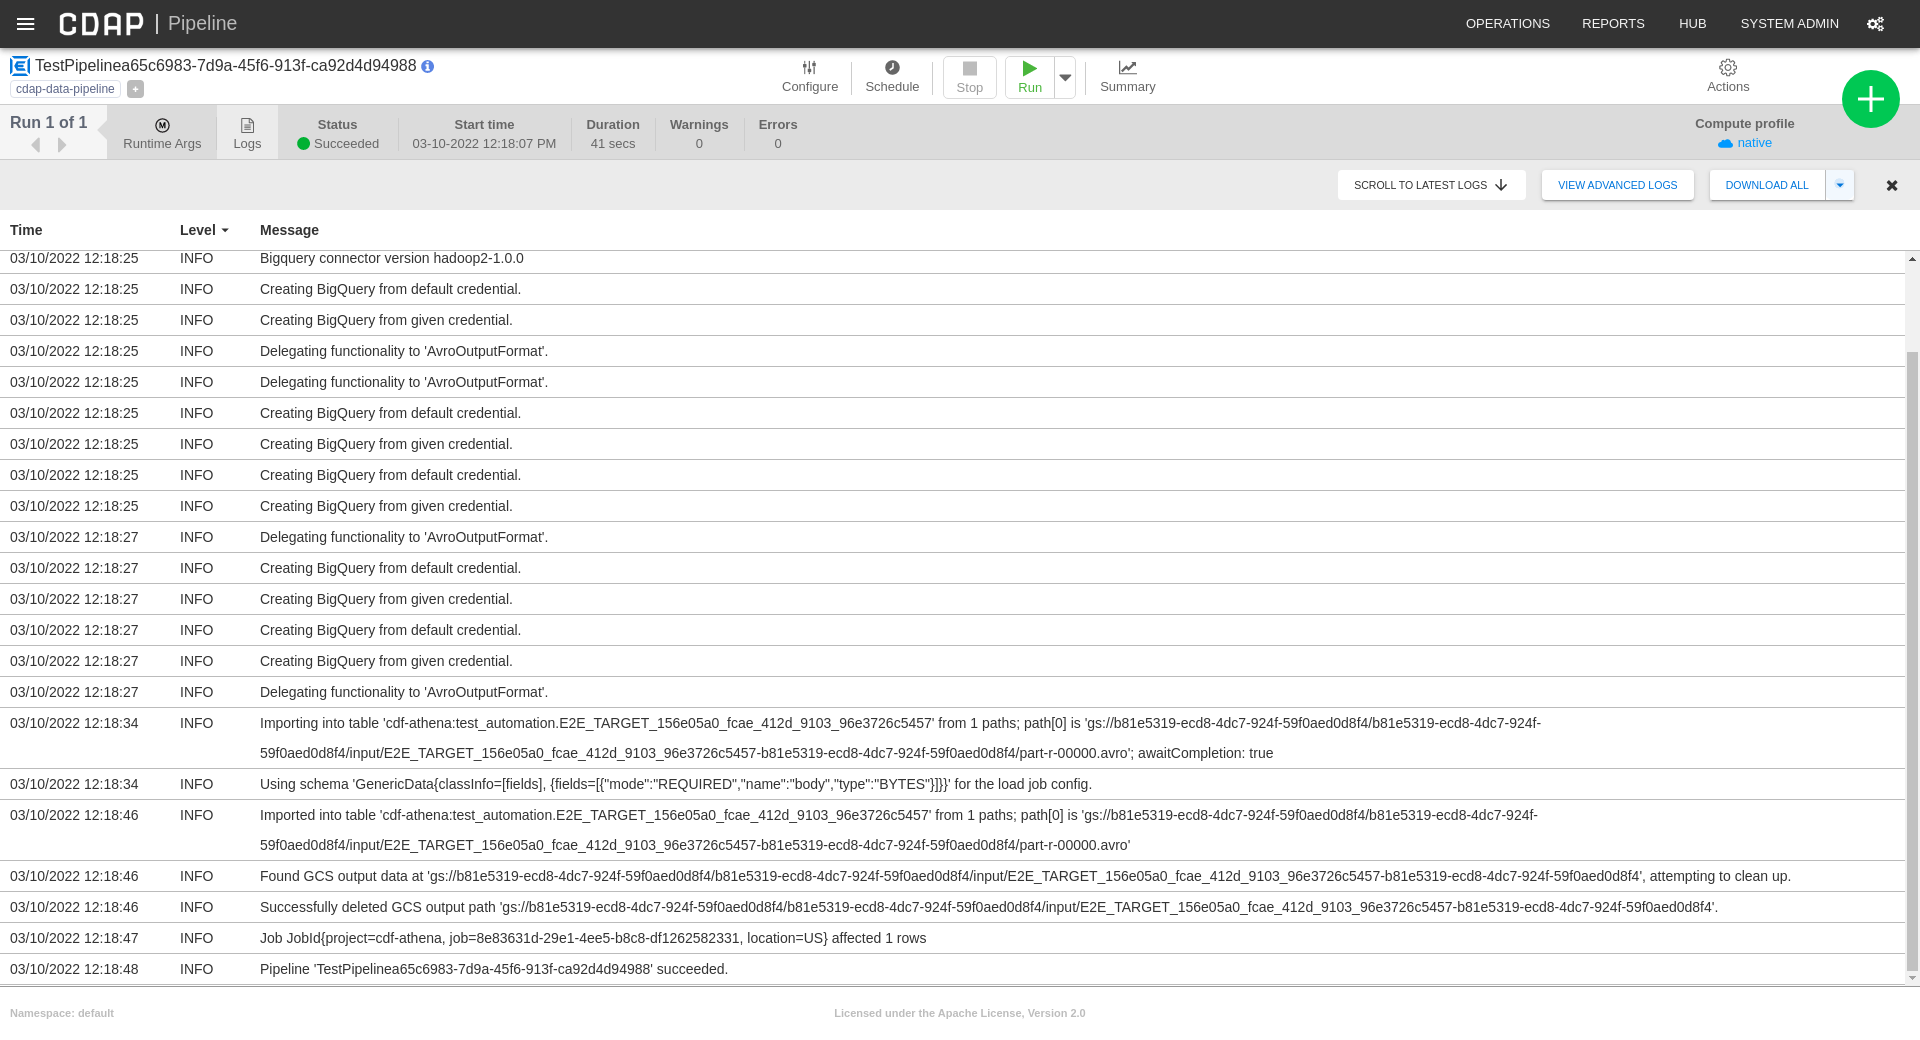 CDAP | Pipeline
OPERATIONS REPORTS HUB SYSTEM ADMIN
TestPipelinea65c6983-7d9a-45f6-913f-ca92d4d94988
cdap-data-pipeline +
Configure Schedule Stop Run Summary Actions
Run 1 of 1
Runtime Args
Logs
Status
Succeeded
Start time
03-10-2022 12:18:07 PM
Duration
41 secs
Warnings
0
Errors
0
Compute profile
native
SCROLL TO LATEST LOGS VIEW ADVANCED LOGS DOWNLOAD ALL
Time Level Message
03/10/2022 12:18:25 INFO Bigquery connector version hadoop2-1.0.0
03/10/2022 12:18:25 INFO Creating BigQuery from default credential.
03/10/2022 12:18:25 INFO Creating BigQuery from given credential.
03/10/2022 12:18:25 INFO Delegating functionality to 'AvroOutputFormat'.
03/10/2022 12:18:25 INFO Delegating functionality to 'AvroOutputFormat'.
03/10/2022 12:18:25 INFO Creating BigQuery from default credential.
03/10/2022 12:18:25 INFO Creating BigQuery from given credential.
03/10/2022 12:18:25 INFO Creating BigQuery from default credential.
03/10/2022 12:18:25 INFO Creating BigQuery from given credential.
03/10/2022 12:18:27 INFO Delegating functionality to 'AvroOutputFormat'.
03/10/2022 12:18:27 INFO Creating BigQuery from default credential.
03/10/2022 12:18:27 INFO Creating BigQuery from given credential.
03/10/2022 12:18:27 INFO Creating BigQuery from default credential.
03/10/2022 12:18:27 INFO Creating BigQuery from given credential.
03/10/2022 12:18:27 INFO Delegating functionality to 'AvroOutputFormat'.
03/10/2022 12:18:34 INFO Importing into table 'cdf-athena:test_automation.E2E_TARGET_156e05a0_fcae_412d_9103_96e3726c5457' from 1 paths; path[0] is 'gs://b81e5319-ecd8-4dc7-924f-59f0aed0d8f4/b81e5319-ecd8-4dc7-924f-
59f0aed0d8f4/input/E2E_TARGET_156e05a0_fcae_412d_9103_96e3726c5457-b81e5319-ecd8-4dc7-924f-59f0aed0d8f4/part-r-00000.avro'; awaitCompletion: true
03/10/2022 12:18:34 INFO Using schema 'GenericData{classInfo=[fields], {fields=[{"mode":"REQUIRED","name":"body","type":"BYTES"}]}}' for the load job config.
03/10/2022 12:18:46 INFO Imported into table 'cdf-athena:test_automation.E2E_TARGET_156e05a0_fcae_412d_9103_96e3726c5457' from 1 paths; path[0] is 'gs://b81e5319-ecd8-4dc7-924f-59f0aed0d8f4/b81e5319-ecd8-4dc7-924f-
59f0aed0d8f4/input/E2E_TARGET_156e05a0_fcae_412d_9103_96e3726c5457-b81e5319-ecd8-4dc7-924f-59f0aed0d8f4/part-r-00000.avro'
03/10/2022 12:18:46 INFO Found GCS output data at 'gs://b81e5319-ecd8-4dc7-924f-59f0aed0d8f4/b81e5319-ecd8-4dc7-924f-59f0aed0d8f4/input/E2E_TARGET_156e05a0_fcae_412d_9103_96e3726c5457-b81e5319-ecd8-4dc7-924f-59f0aed0d8f4', attempting to clean up.
03/10/2022 12:18:46 INFO Successfully deleted GCS output path 'gs://b81e5319-ecd8-4dc7-924f-59f0aed0d8f4/b81e5319-ecd8-4dc7-924f-59f0aed0d8f4/input/E2E_TARGET_156e05a0_fcae_412d_9103_96e3726c5457-b81e5319-ecd8-4dc7-924f-59f0aed0d8f4'.
03/10/2022 12:18:47 INFO Job JobId{project=cdf-athena, job=8e83631d-29e1-4ee5-b8c8-df1262582331, location=US} affected 1 rows
03/10/2022 12:18:48 INFO Pipeline 'TestPipelinea65c6983-7d9a-45f6-913f-ca92d4d94988' succeeded.
Namespace: default
Licensed under the Apache License, Version 2.0